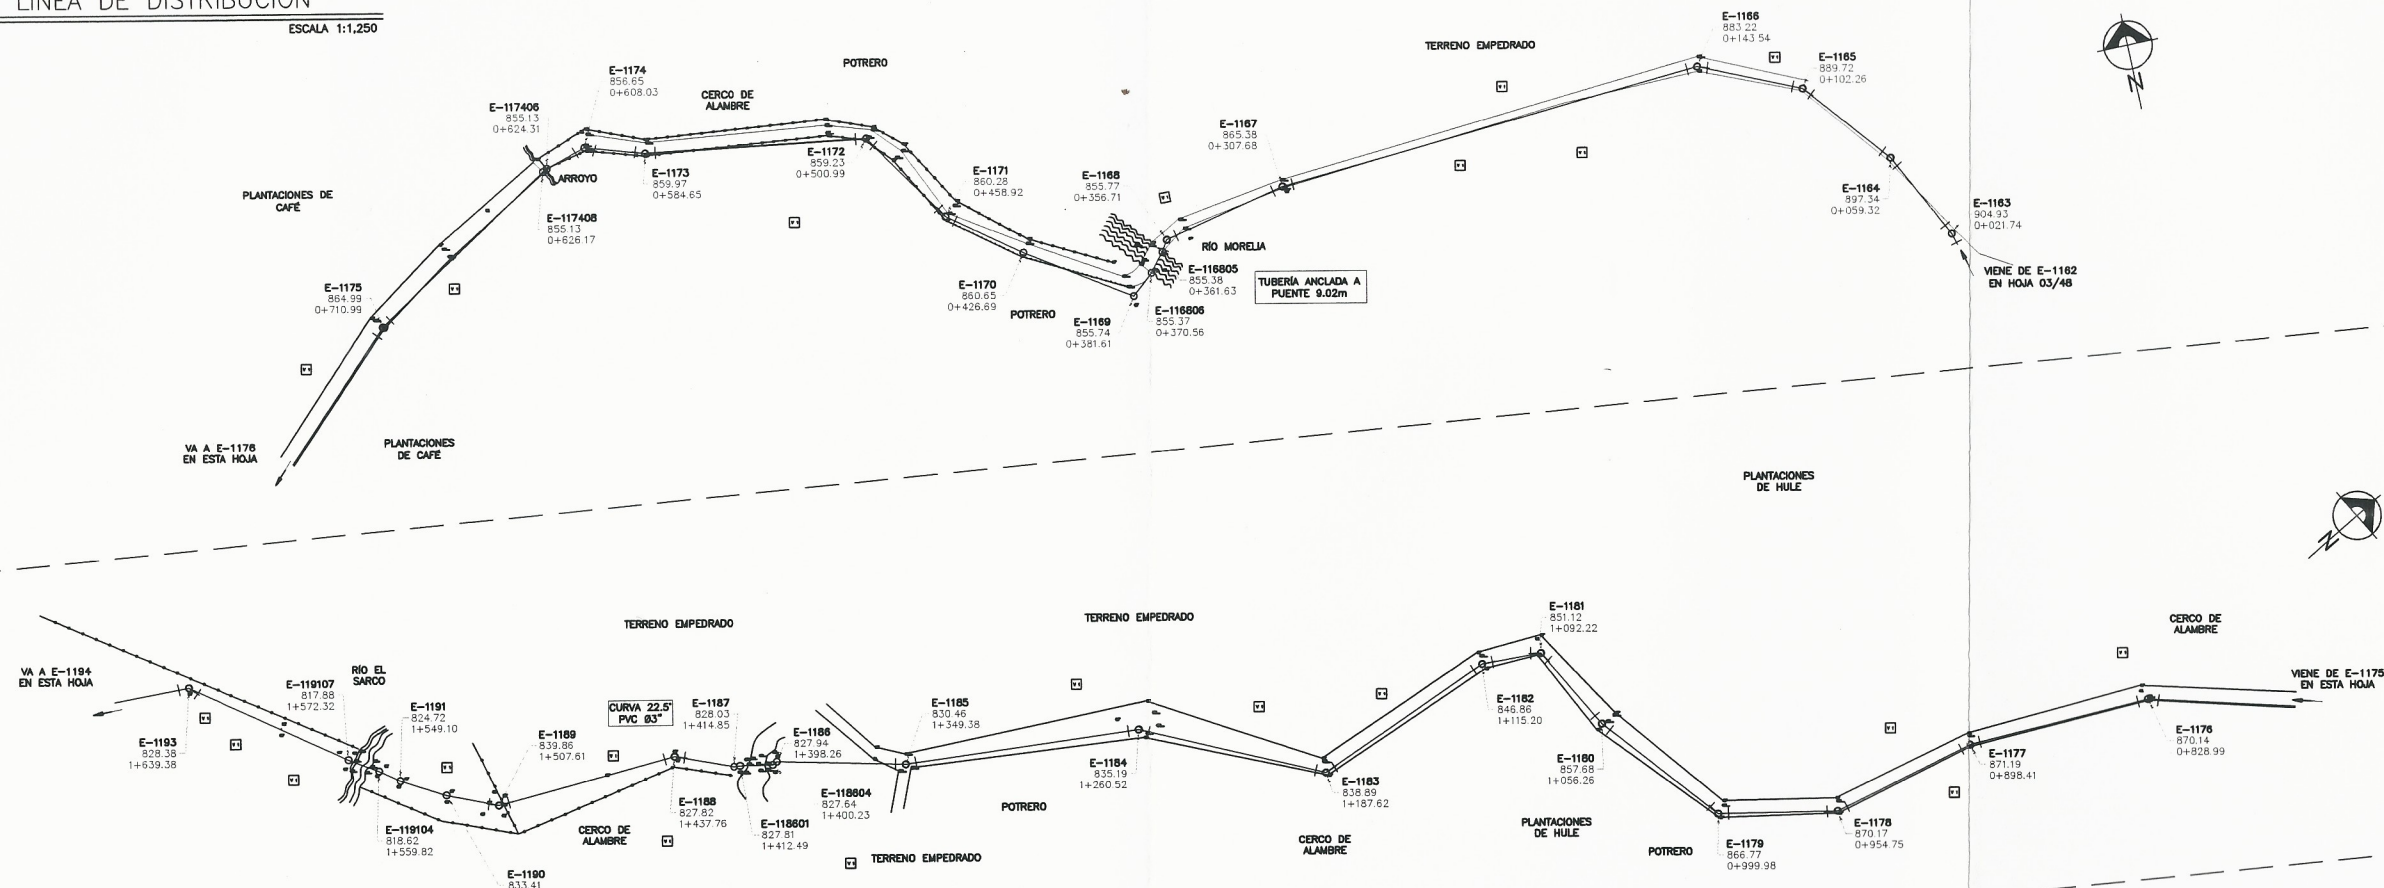 LÍNEA DE DISTRIBUCIÓN
ESCALA 1:1,250
E-1166
883.22
0+143.54
TERRENO EMPEDRADO
E-1165
889.72
0+102.26
POTRERO
E-1174
856.65
0+608.03
CERCO DE
ALAMBRE
E-117406
855.13
0+624.31
E-1167
865.38
0+307.68
E-1172
859.23
0+500.99
ARROYO
E-1173
859.97
0+584.65
E-1171
860.28
0+458.92
E-1168
855.77
0+356.71
PLANTACIONES DE
CAFÉ
E-1164
897.34
0+059.32
E-1163
904.93
0+021.74
E-117408
855.13
0+626.17
RÍO MORELIA
E-116805
855.38
0+361.63
TUBERÍA ANCLADA A
PUENTE 9.02m
VIENE DE E-1162
EN HOJA 03/48
E-1175
864.99
0+710.99
E-1170
860.65
0+426.69
POTRERO
E-1169
855.74
0+381.61
E-116806
855.37
0+370.56
VA A E-1176
EN ESTA HOJA
PLANTACIONES
DE CAFÉ
PLANTACIONES
DE HULE
N
N
TERRENO EMPEDRADO
TERRENO EMPEDRADO
E-1181
851.12
1+092.22
CERCO DE
ALAMBRE
VA A E-1194
EN ESTA HOJA
RÍO EL
SARCO
E-119107
817.88
1+572.32
E-1191
824.72
1+549.10
CURVA 22.5°
PVC Ø3"
E-1187
828.03
1+414.85
E-1185
830.46
1+349.38
VIENE DE E-1175
EN ESTA HOJA
E-1193
828.38
1+639.38
E-1189
839.86
1+507.61
E-1186
827.94
1+398.26
E-1184
835.19
1+260.52
E-1182
846.86
1+115.20
E-1180
857.68
1+056.26
E-1177
871.19
0+898.41
E-1176
870.14
0+828.99
E-1183
838.89
1+187.62
E-118604
827.64
1+400.23
POTRERO
E-1188
827.82
1+437.76
E-119104
818.62
1+559.82
CERCO DE
ALAMBRE
E-118601
827.81
1+412.49
TERRENO EMPEDRADO
CERCO DE
ALAMBRE
PLANTACIONES
DE HULE
POTRERO
E-1179
866.77
0+999.98
E-1178
870.17
0+954.75
E-1190
833.41